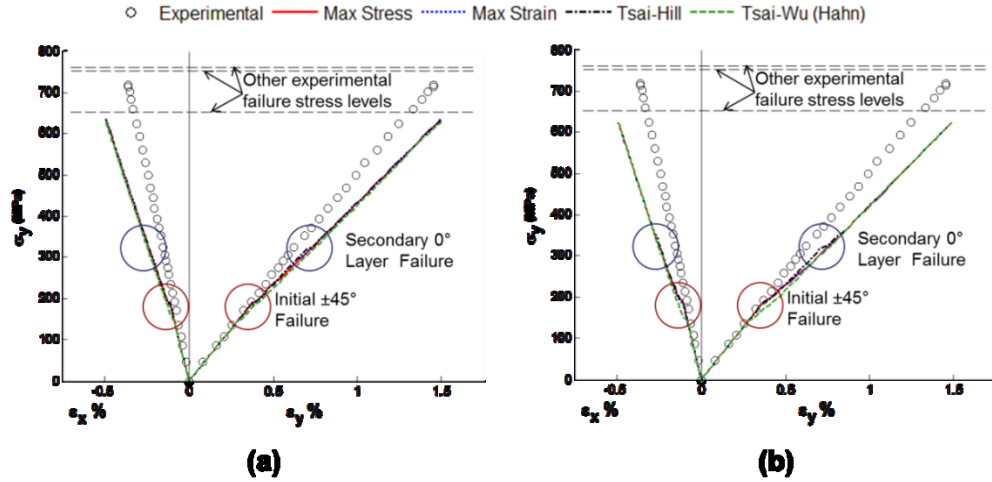 Experimental Max Stress Max Strain Tsai-Hill Tsai-Wu (Hahn)
800
700
600
500
400
300
200
100
0
σy (MPa)
Other experimental
failure stress levels
Secondary 0°
Layer Failure
Initial ±45°
Failure
-0.5 0 0.5 1 1.5
εx % εy %
(a)
800
700
600
500
400
300
200
100
0
σy (MPa)
Other experimental
failure stress levels
Secondary 0°
Layer Failure
Initial ±45°
Failure
-0.5 0 0.5 1 1.5
εx % εy %
(b)